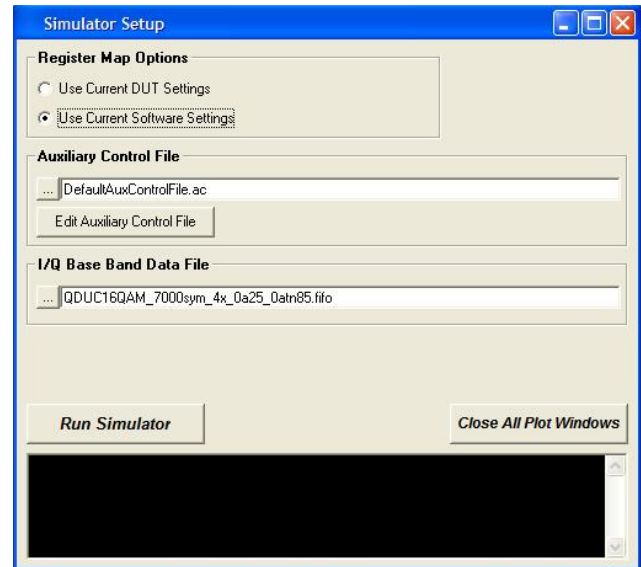 Simulator Setup
Register Map Options
Use Current DUT Settings
Use Current Software Settings
Auxiliary Control File
... DefaultAuxControlFile.ac
Edit Auxiliary Control File
I/Q Base Band Data File
... QDUC16QAM_7000sym_4x_0a25_0atn85.fifo
Run Simulator
Close All Plot Windows